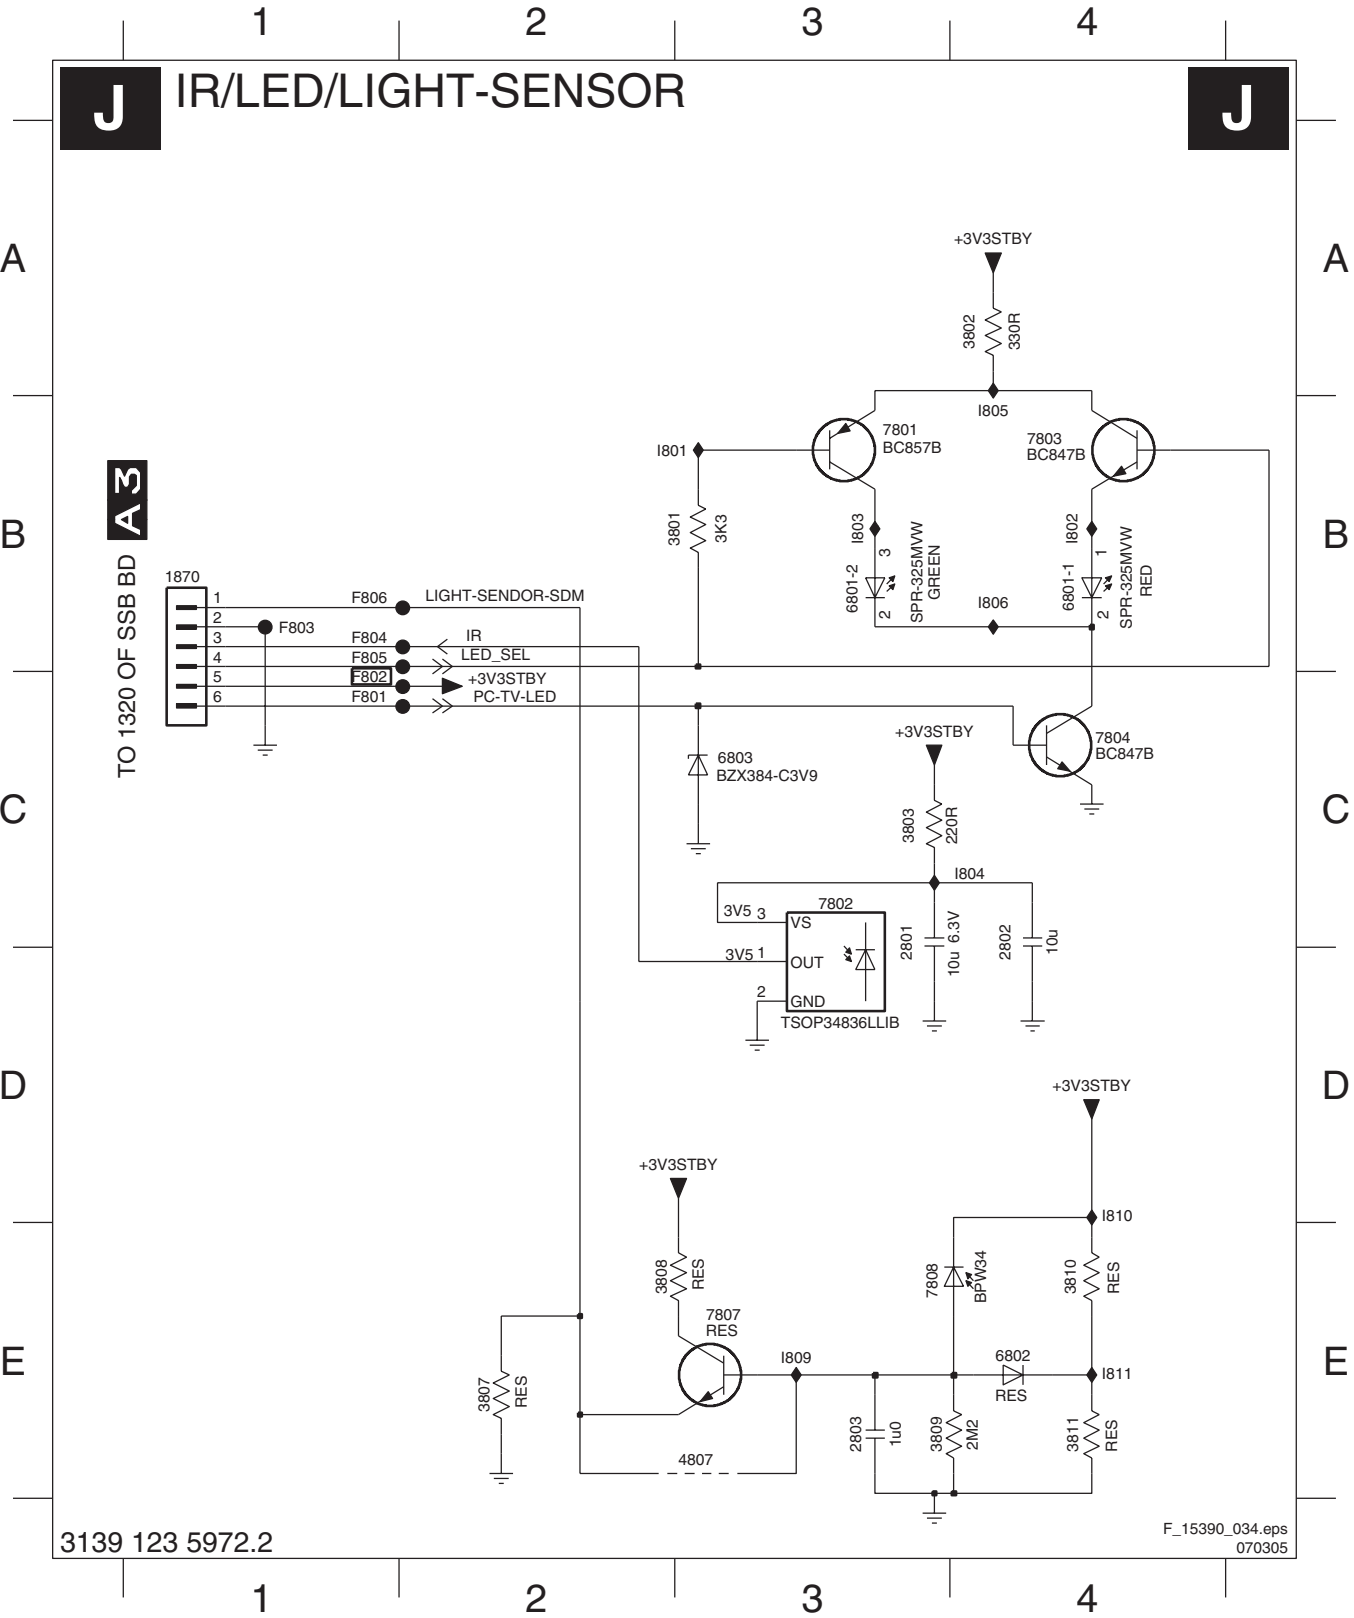 1 2 3 4
J IR/LED/LIGHT-SENSOR J
A A
+3V3STBY
3802
330R
I805
7801
BC857B
7803
BC847B
I801
A3
B B
3801
3K3
I803
3
6801-2
2
SPR-325MVW
GREEN
I802
1
6801-1
2
SPR-325MVW
RED
I806
TO 1320 OF SSB BD
1870
1 F806 LIGHT-SENDOR-SDM
2 F803
3 F804 IR
4 F805 LED_SEL
5 F802 +3V3STBY
6 F801 PC-TV-LED
+3V3STBY
7804
BC847B
6803
BZX384-C3V9
C C
3803
220R
I804
7802
3V5 3 VS
3V5 1 OUT
2 GND
TSOP34836LLIB
2801
10u 6.3V
2802
10u
D D
+3V3STBY
+3V3STBY
I810
3808
RES
7808
BPW34
3810
RES
7807
RES
E E
I809
6802
RES
I811
3807
RES
2803
1u0
3809
2M2
3811
RES
4807
3139 123 5972.2
F_15390_034.eps
070305
1 2 3 4